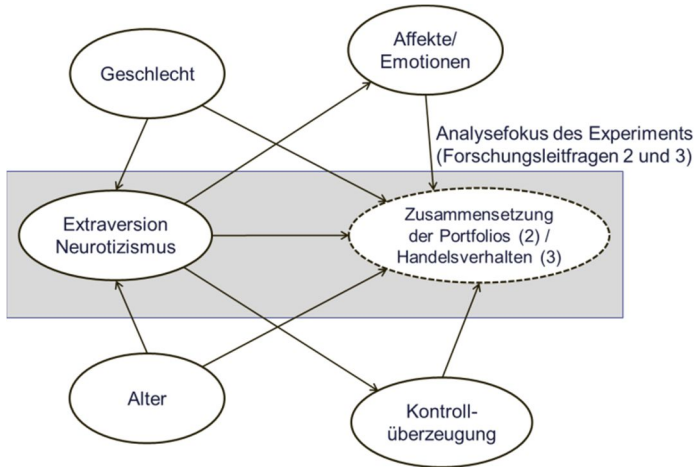 Geschlecht
Affekte/
Emotionen
Analysefokus des Experiments
(Forschungsleitfragen 2 und 3)
Extraversion
Neurotizismus
Zusammensetzung
der Portfolios (2) /
Handelsverhalten (3)
Alter
Kontroll-
überzeugung